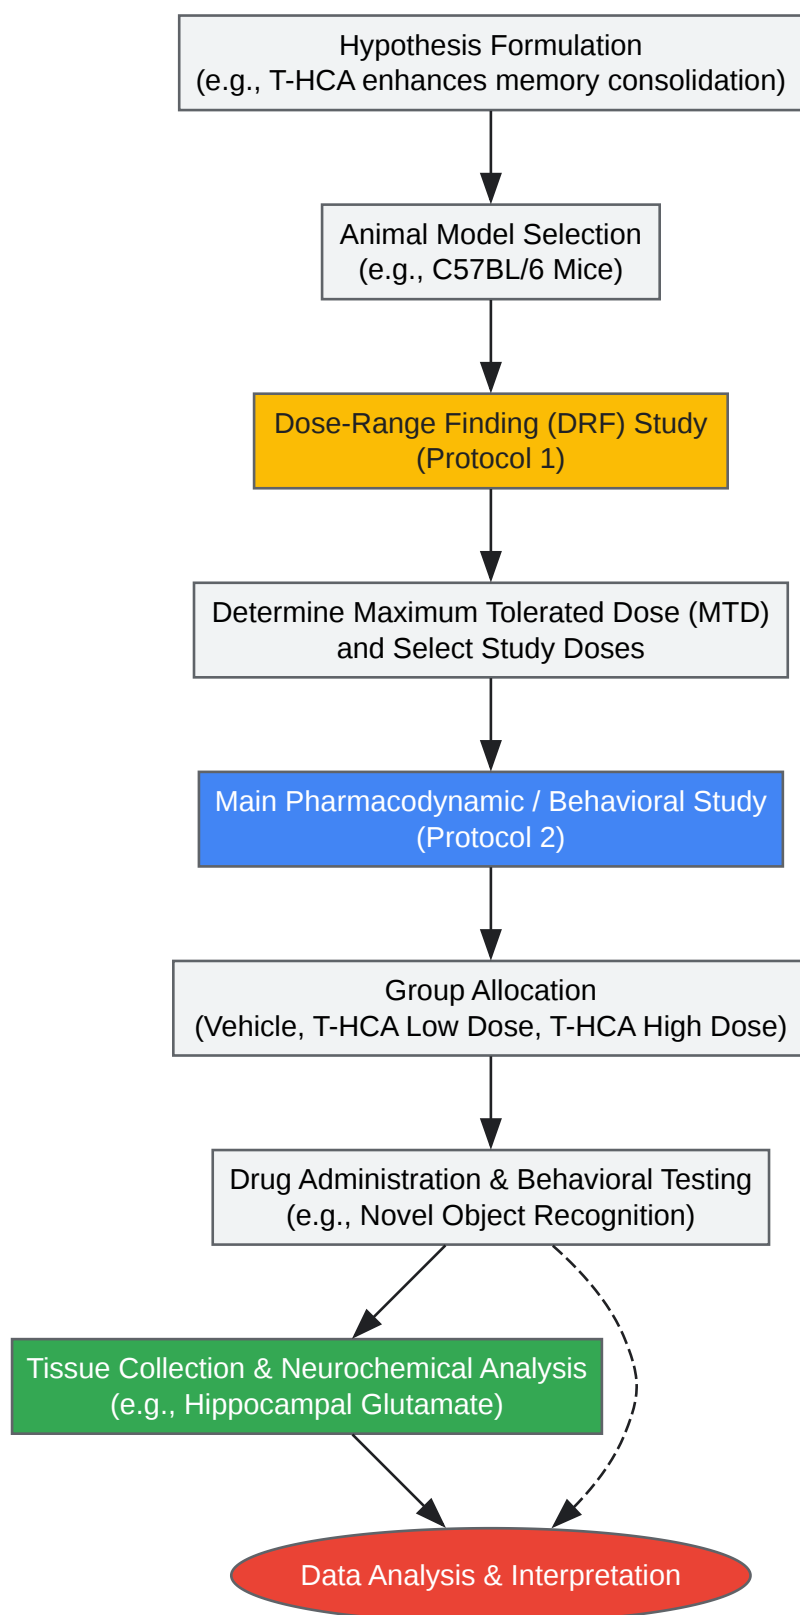 Hypothesis Formulation
(e.g., T-HCA enhances memory consolidation)
Animal Model Selection
(e.g., C57BL/6 Mice)
Dose-Range Finding (DRF) Study
(Protocol 1)
Determine Maximum Tolerated Dose (MTD)
and Select Study Doses
Main Pharmacodynamic / Behavioral Study
(Protocol 2)
Group Allocation
(Vehicle, T-HCA Low Dose, T-HCA High Dose)
Drug Administration & Behavioral Testing
(e.g., Novel Object Recognition)
Tissue Collection & Neurochemical Analysis
(e.g., Hippocampal Glutamate)
Data Analysis & Interpretation